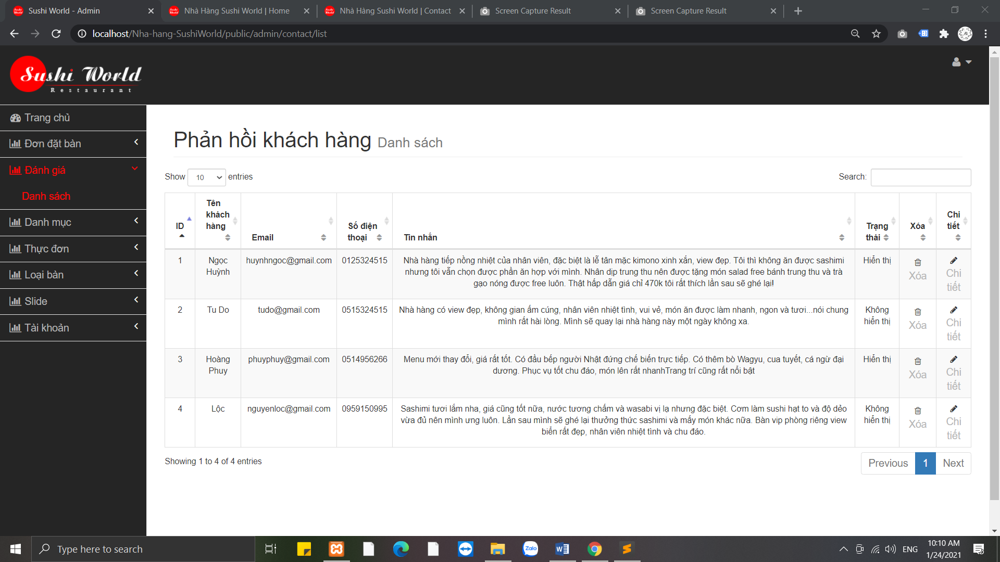 Sushi World - Admin
Nhà Hàng Sushi World | Home
Nhà Hàng Sushi World | Contact
Screen Capture Result
Screen Capture Result
localhost/Nha-hang-SushiWorld/public/admin/contact/list
Sushi World
Restaurant
Trang chủ
Đơn đặt bàn
Đánh giá
Danh sách
Danh mục
Thực đơn
Loại bàn
Slide
Tài khoản
Phản hồi khách hàng Danh sách
Show 10 entries
Search:
ID
Tên
khách
hàng
Email
Số điện
thoại
Tin nhắn
Trạng
thái
Xóa
Chi
tiết
1
Ngọc
Huỳnh
huynhngoc@gmail.com
0125324515
Nhà hàng tiếp nồng nhiệt của nhân viên, đặc biệt là lễ tân mặc kimono xinh xắn, view đẹp. Tôi thì không ăn được sashimi
nhưng tôi vẫn chọn được phần ăn hợp với mình. Nhân dịp trung thu nên được tặng món salad free bánh trung thu và trà
gạo nóng được free luôn. Thật hấp dẫn giá chỉ 470k tôi rất thích lần sau sẽ ghé lại!
Hiển thị
Xóa
Chi
tiết
2
Tu Do
tudo@gmail.com
0515324515
Nhà hàng có view đẹp, không gian ấm cúng, nhân viên nhiệt tình, vui vẻ, món ăn được làm nhanh, ngon và tươi...nói chung
mình rất hài lòng. Mình sẽ quay lại nhà hàng này một ngày không xa.
Không
hiển thị
Xóa
Chi
tiết
3
Hoàng
Phuy
phuyphuy@gmail.com
0514956266
Menu mới thay đổi, giá rất tốt. Có đầu bếp người Nhật đứng chế biến trực tiếp. Có thêm bò Wagyu, cua tuyết, cá ngừ đại
dương. Phục vụ tốt chu đáo, món lên rất nhanhTrang trí cũng rất nổi bật
Hiển thị
Xóa
Chi
tiết
4
Lộc
nguyenloc@gmail.com
0959150995
Sashimi tươi lắm nha, giá cũng tốt nữa, nước tương chấm và wasabi vị lạ nhưng đặc biệt. Cơm làm sushi hạt to và độ dẻo
vừa đủ nên mình ưng luôn. Lần sau mình sẽ ghé lại thưởng thức sashimi và mấy món khác nữa. Bàn vip phòng riêng view
biển rất đẹp, nhân viên nhiệt tình và chu đáo.
Không
hiển thị
Xóa
Chi
tiết
Showing 1 to 4 of 4 entries
Previous 1 Next
Type here to search
Zalo
ENG
10:10 AM
1/24/2021